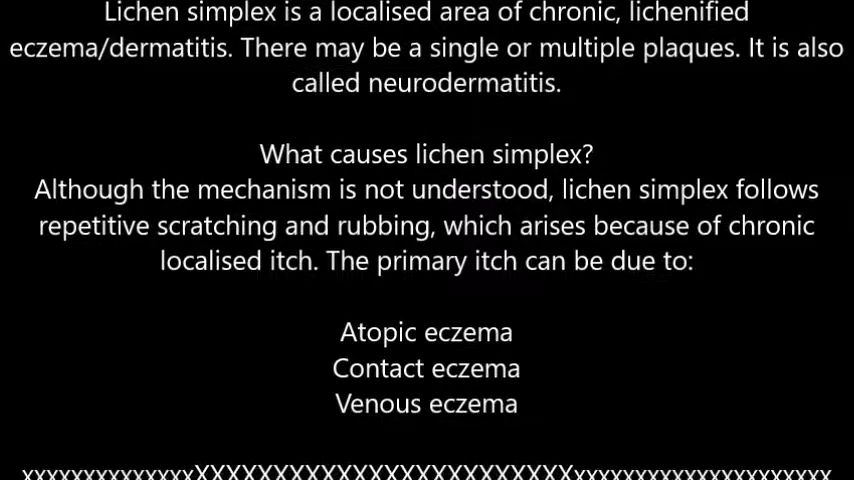 Lichen simplex is a localised area of chronic, lichenified
eczema/dermatitis. There may be a single or multiple plaques. It is also
called neurodermatitis.
What causes lichen simplex?
Although the mechanism is not understood, lichen simplex follows
repetitive scratching and rubbing, which arises because of chronic
localised itch. The primary itch can be due to:
Atopic eczema
Contact eczema
Venous eczema
xxxxxxxxxxxxxxXXXXXXXXXXXXXXXXXXXXXXXXxxxxxxxxxxxxxxxxxxxxx